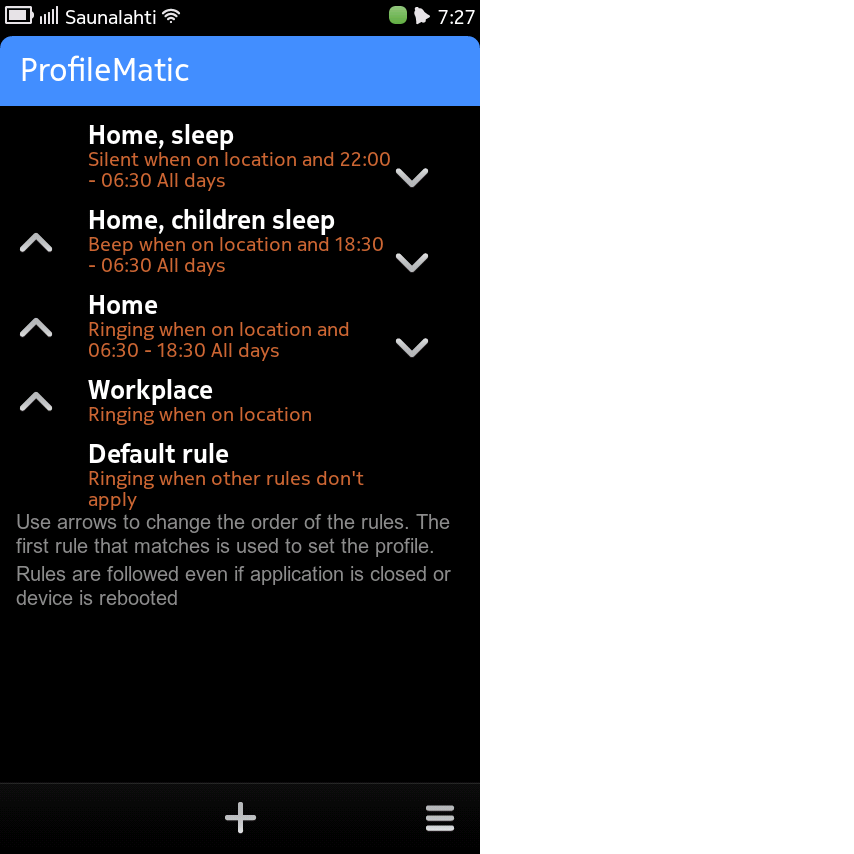 Saunalahti 7:27
ProfileMatic
Home, sleep
Silent when on location and 22:00
- 06:30 All days
Home, children sleep
Beep when on location and 18:30
- 06:30 All days
Home
Ringing when on location and
06:30 - 18:30 All days
Workplace
Ringing when on location
Default rule
Ringing when other rules don't
apply
Use arrows to change the order of the rules. The
first rule that matches is used to set the profile.
Rules are followed even if application is closed or
device is rebooted